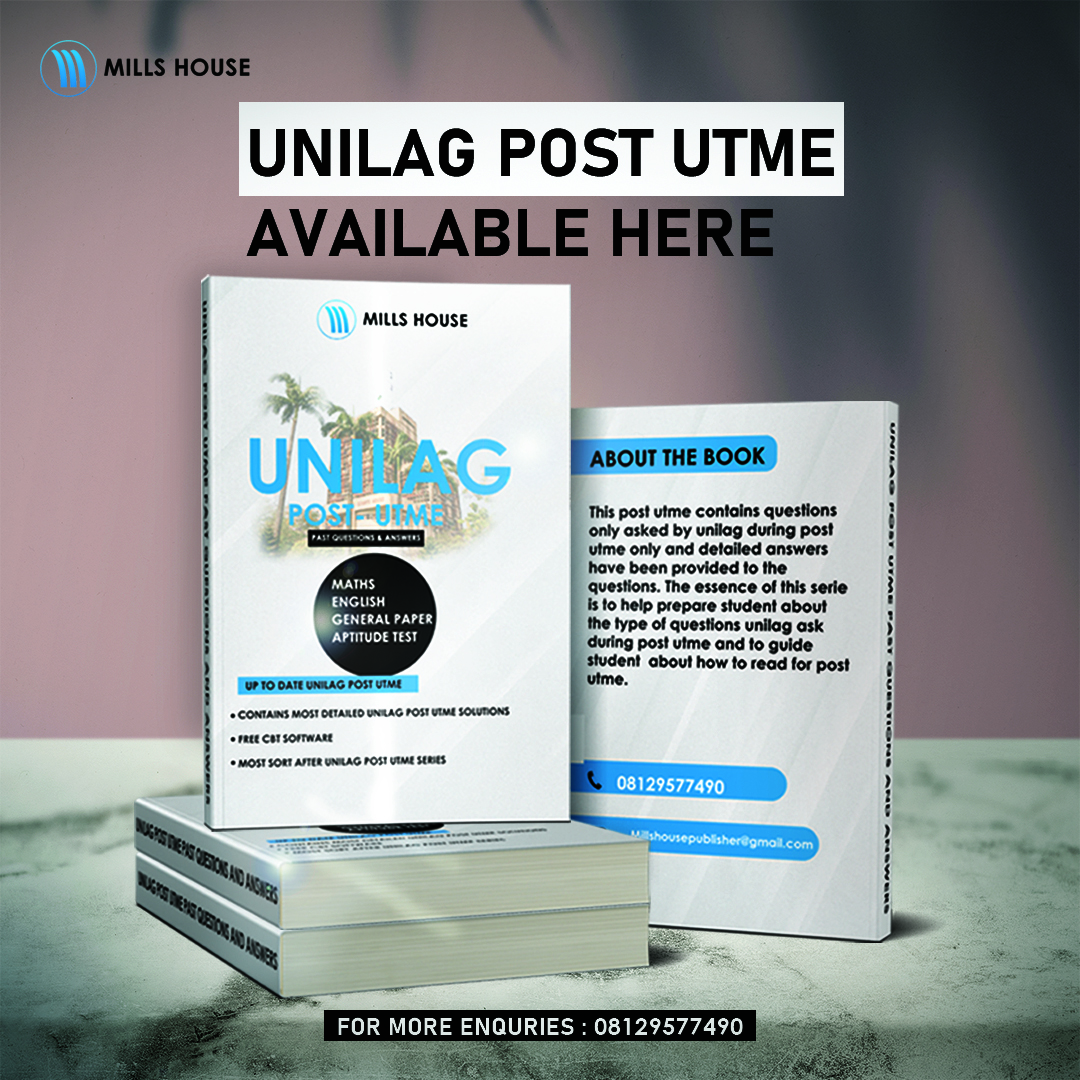 MILLS HOUSE
UNILAG POST UTME
AVAILABLE HERE
UNILAG POST UTME PAST QUESTIONS AND ANSWERS
MILLS HOUSE
UNILAG
POST- UTME
PAST QUESTIONS & ANSWERS
MATHS
ENGLISH
GENERAL PAPER
APTITUDE TEST
UP TO DATE UNILAG POST UTME
• CONTAINS MOST DETAILED UNILAG POST UTME SOLUTIONS
• FREE CBT SOFTWARE
• MOST SORT AFTER UNILAG POST UTME SERIES
ABOUT THE BOOK
This post utme contains questions
only asked by unilag during post
utme only and detailed answers
have been provided to the
questions. The essence of this serie
is to help prepare student about
the type of questions unilag ask
during post utme and to guide
student about how to read for post
utme.
08129577490
Millshousepublisher@gmail.com
UNILAG POST UTME PAST QUESTIONS AND ANSWERS
UNILAG POST UTME PAST QUESTIONS AND ANSWERS
UNILAG POST UTME PAST QUESTIONS AND ANSWERS
FOR MORE ENQURIES : 08129577490